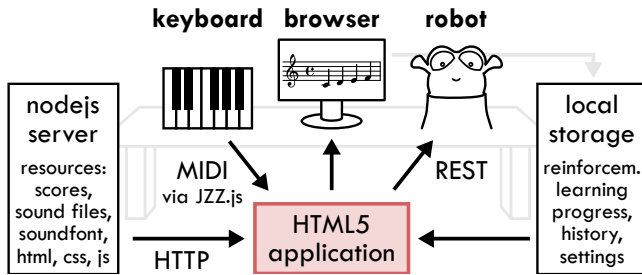 keyboard
browser
robot
nodejs
server
resources:
scores,
sound files,
soundfont,
html, css, js
MIDI
via JZZ.js
HTTP
HTML5
application
REST
local
storage
reinforcem.
learning
progress,
history,
settings